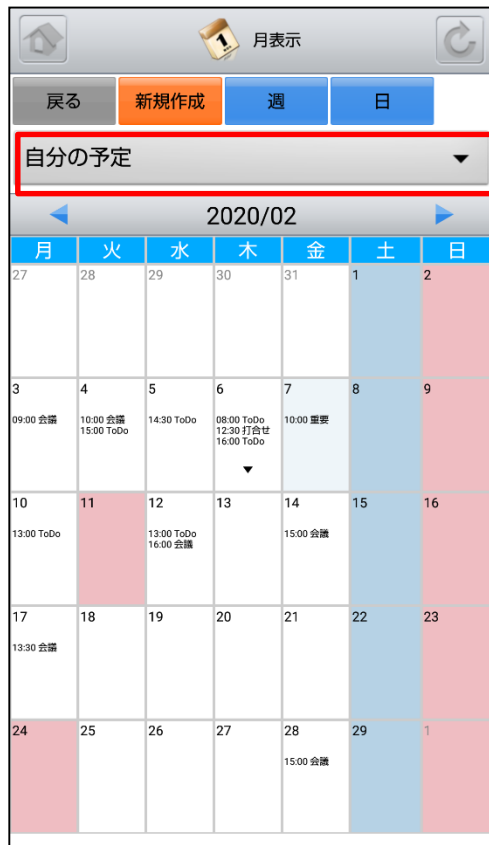 1
月表示
戻る 新規作成 週 日
自分の予定
2020/02
月 火 水 木 金 土 日
27 28 29 30 31 1 2
3 4 5 6 7 8 9
09:00 会議 10:00 会議 14:30 ToDo 08:00 ToDo 10:00 重要
15:00 ToDo 12:30 打合せ
16:00 ToDo
10 11 12 13 14 15 16
13:00 ToDo 13:00 ToDo 15:00 会議
16:00 会議
17 18 19 20 21 22 23
13:30 会議
24 25 26 27 28 29 1
15:00 会議